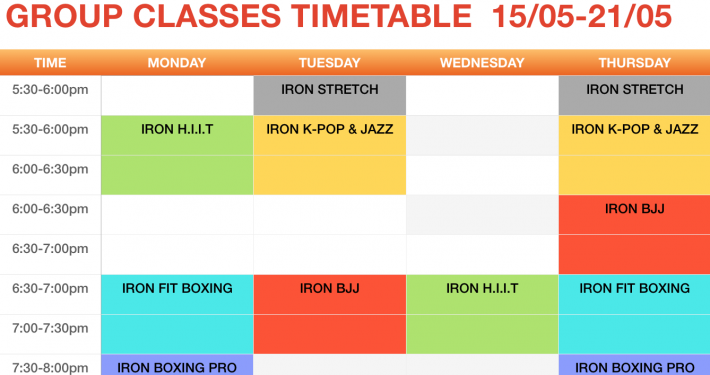 GROUP CLASSES TIMETABLE 15/05-21/05
TIME MONDAY TUESDAY WEDNESDAY THURSDAY
5:30-6:00pm IRON STRETCH IRON STRETCH
5:30-6:00pm IRON H.I.I.T IRON K-POP & JAZZ IRON K-POP & JAZZ
6:00-6:30pm
6:00-6:30pm IRON BJJ
6:30-7:00pm
6:30-7:00pm IRON FIT BOXING IRON BJJ IRON H.I.I.T IRON FIT BOXING
7:00-7:30pm
7:30-8:00pm IRON BOXING PRO IRON BOXING PRO